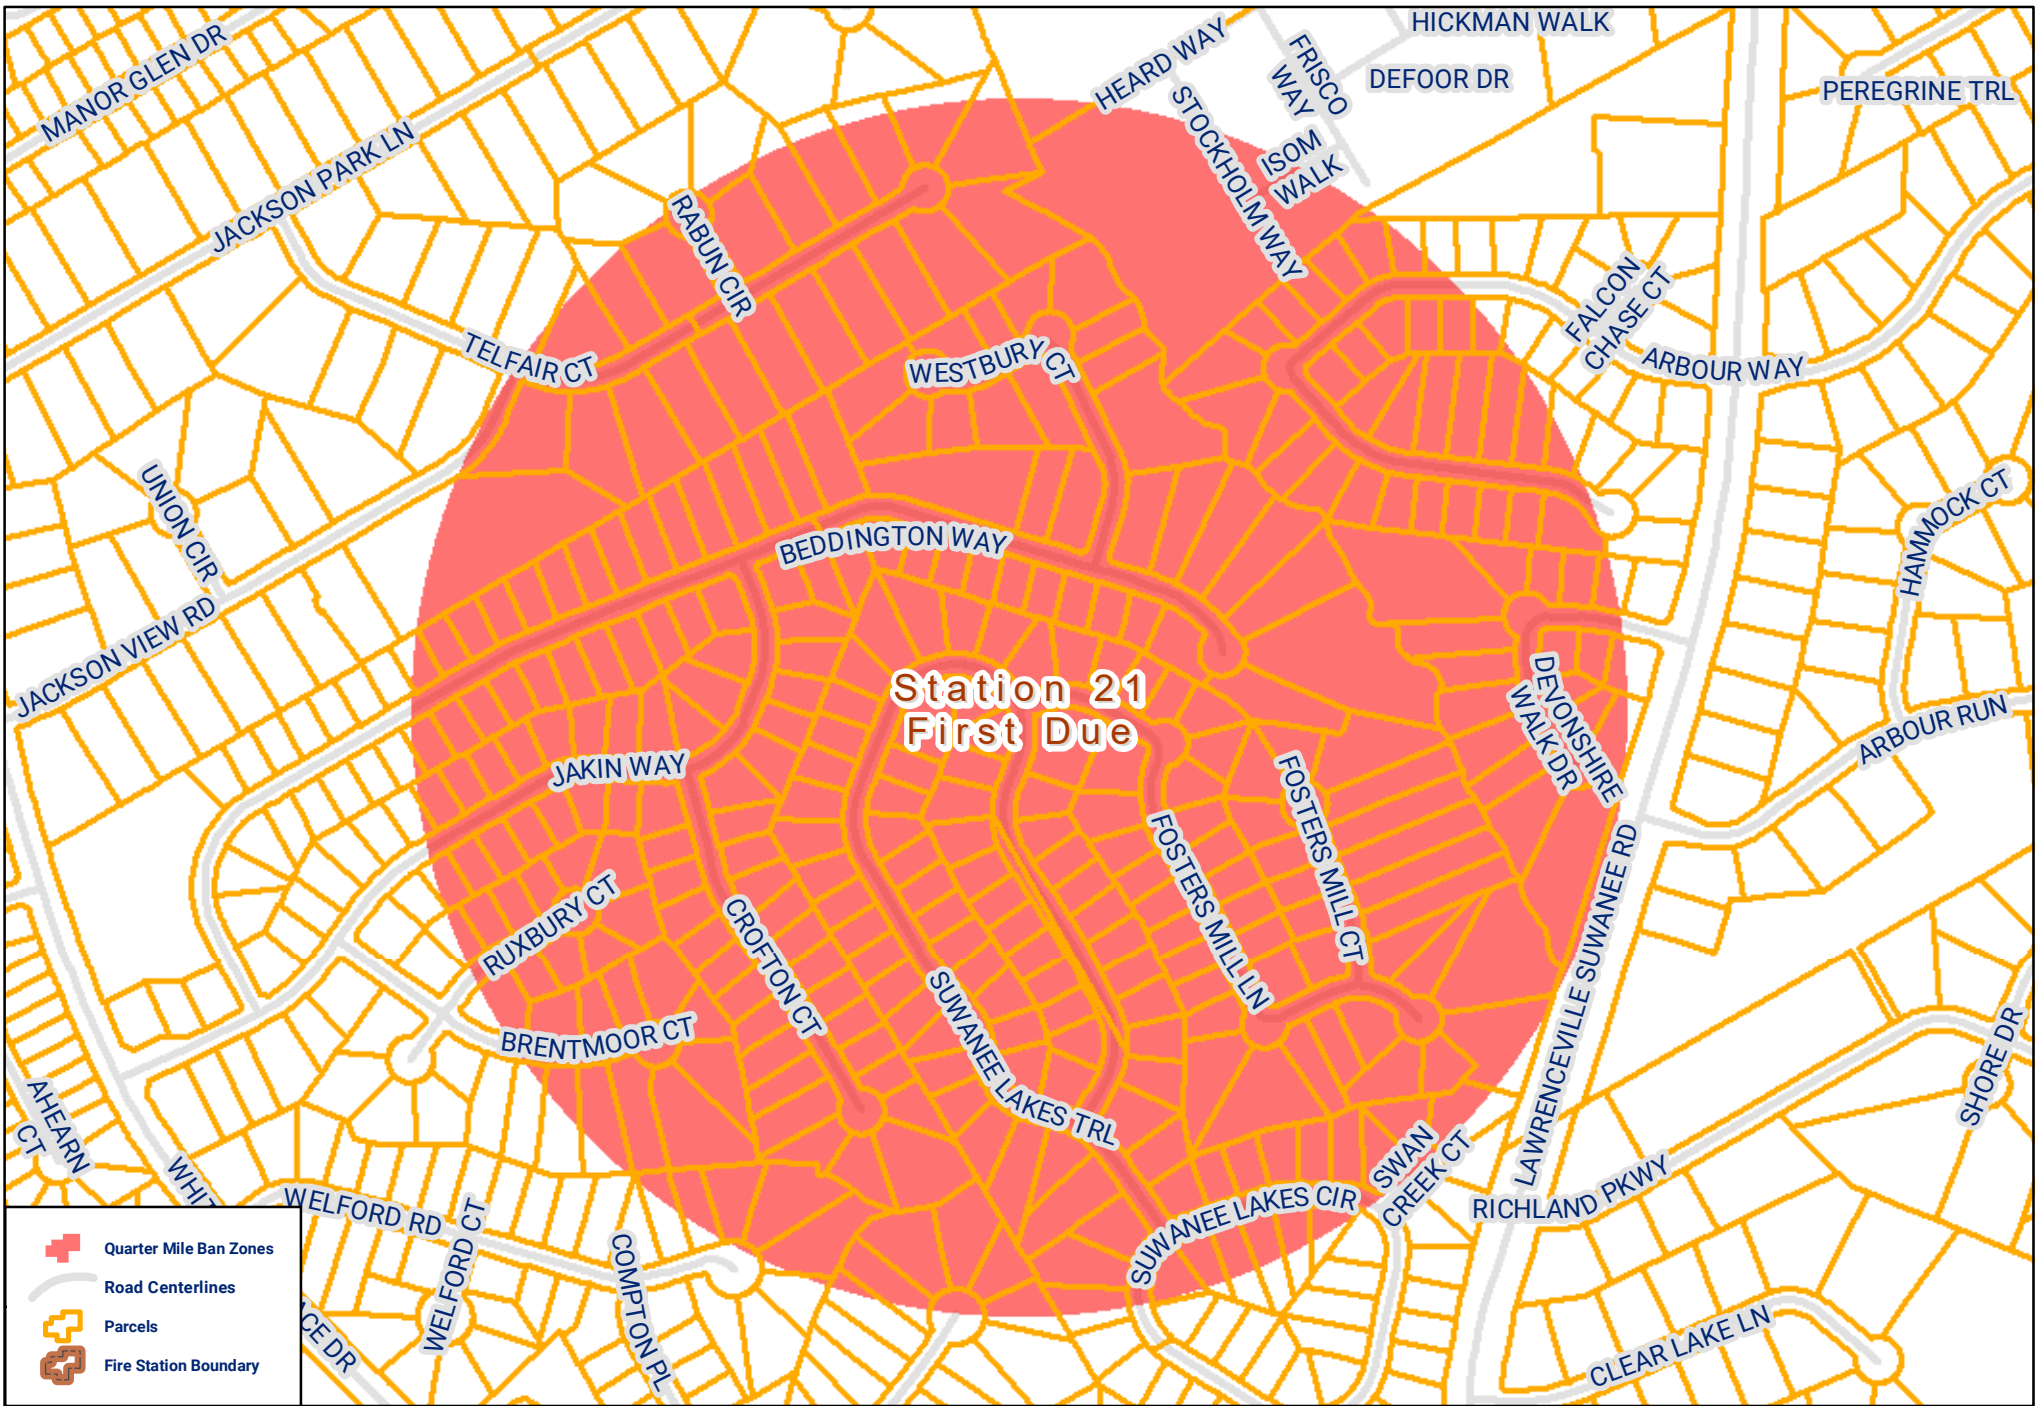 HICKMAN WALK
MANOR GLEN DR
HEARD WAY
FRISCO
WAY
DEFOOR DR
PEREGRINE TRL
JACKSON PARK LN
STOCKHOLM WAY
ISOM
WALK
RABUN CIR
FALCON
CHASE CT
TELFAIR CT
WESTBURY CT
ARBOUR WAY
UNION CIR
HAMMOCK CT
BEDDINGTON WAY
JACKSON VIEW RD
Station 21
First Due
DEVONSHIRE
WALK DR
ARBOUR RUN
JAKIN WAY
FOSTERS MILL CT
FOSTERS MILL LN
RUXBURY CT
CROFTON CT
LAWRENCEVILLE SUWANEE RD
SUWANEE LAKES TRL
BRENTMOOR CT
SHORE DR
AHEARN
CT
SWAN
CREEK CT
WHIT
RICHLAND PKWY
WELFORD RD
SUWANEE LAKES CIR
WELFORD CT
COMPTON PL
CLEAR LAKE LN
ACE DR
Quarter Mile Ban Zones
Road Centerlines
Parcels
Fire Station Boundary